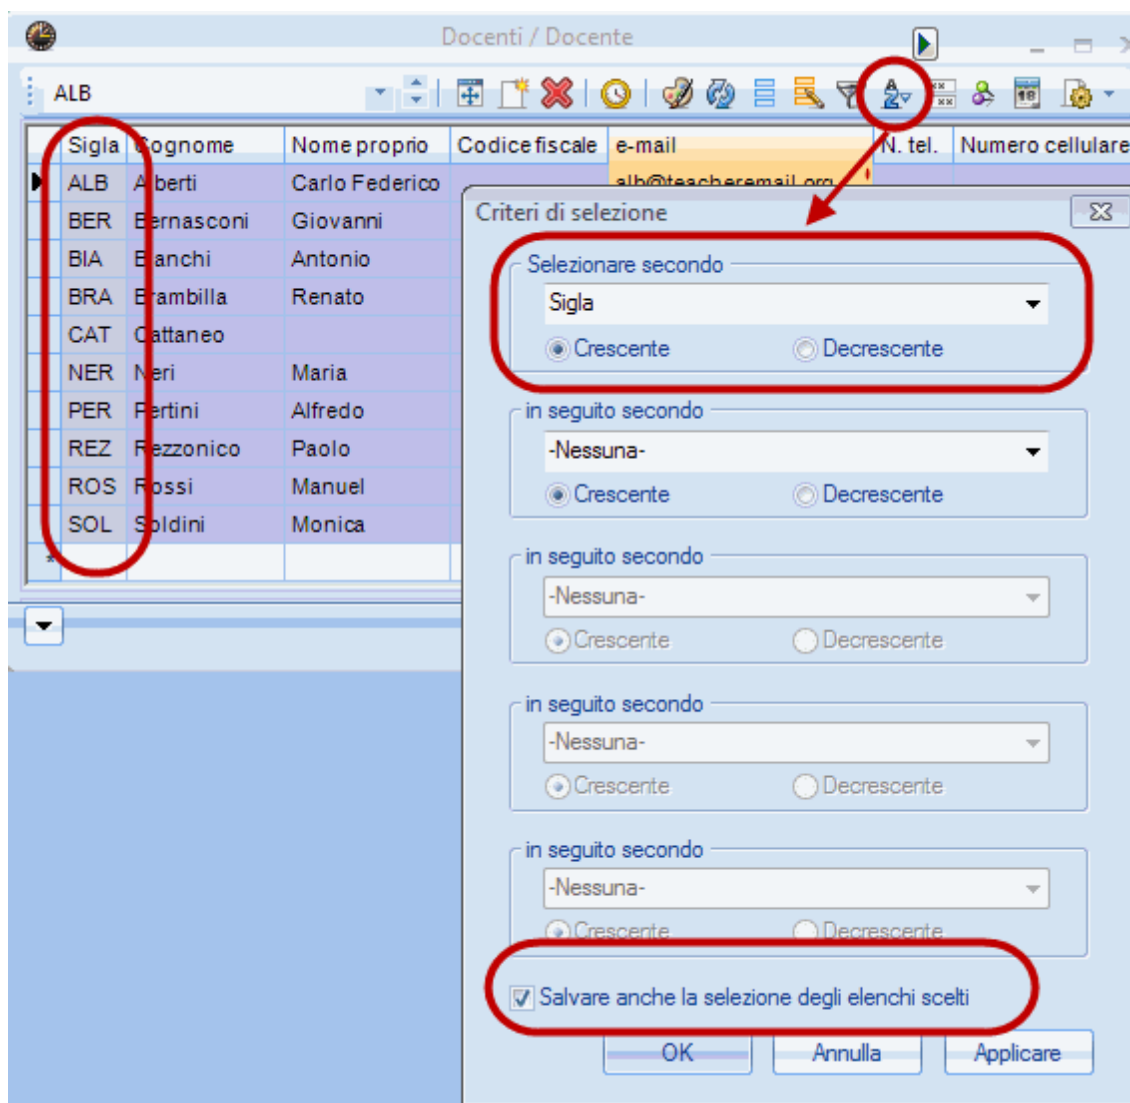 Docenti / Docente
ALB
Sigla Cognome Nome proprio Codice fiscale e-mail N. tel. Numero cellulare
ALB Alberti Carlo Federico alb@teacheremail.org
BER Bernasconi Giovanni
BIA Bianchi Antonio
BRA Brambilla Renato
CAT Cattaneo
NER Neri Maria
PER Pertini Alfredo
REZ Rezzonico Paolo
ROS Rossi Manuel
SOL Soldini Monica
*
Criteri di selezione
Selezionare secondo
Sigla
Crescente Decrescente
in seguito secondo
-Nessuna-
Crescente Decrescente
in seguito secondo
-Nessuna-
Crescente Decrescente
in seguito secondo
-Nessuna-
Crescente Decrescente
in seguito secondo
-Nessuna-
Crescente Decrescente
Salvare anche la selezione degli elenchi scelti
OK Annulla Applicare